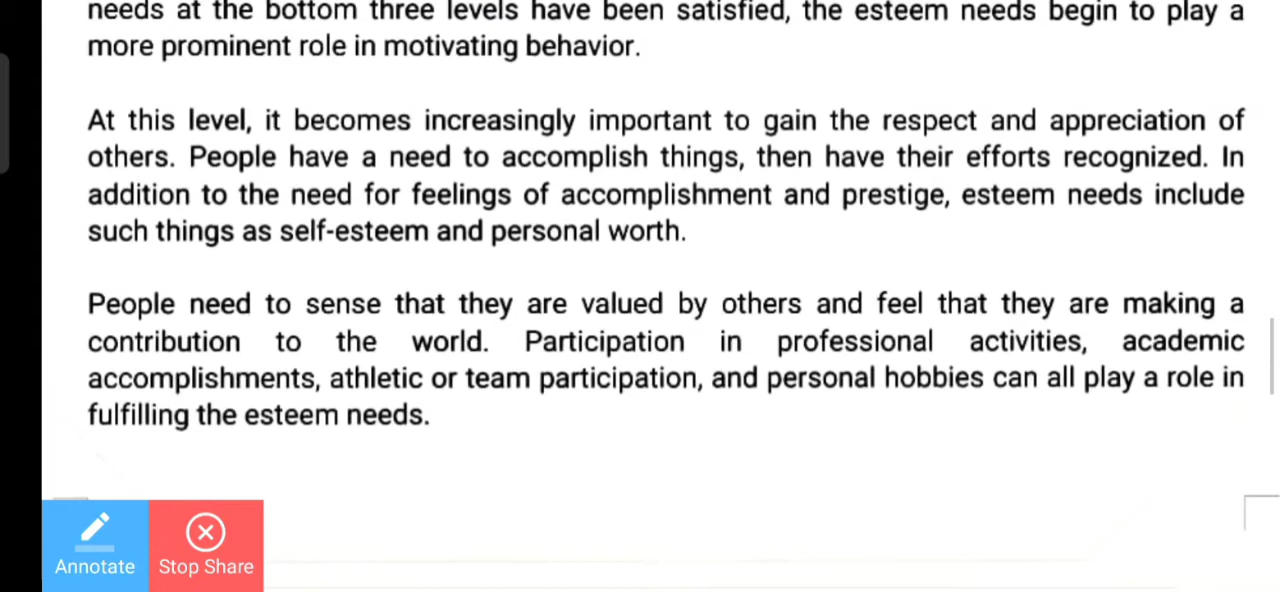 needs at the bottom three levels have been satisfied, the esteem needs begin to play a
more prominent role in motivating behavior.
At this level, it becomes increasingly important to gain the respect and appreciation of
others. People have a need to accomplish things, then have their efforts recognized. In
addition to the need for feelings of accomplishment and prestige, esteem needs include
such things as self-esteem and personal worth.
People need to sense that they are valued by others and feel that they are making a
contribution to the world. Participation in professional activities, academic
accomplishments, athletic or team participation, and personal hobbies can all play a role in
fulfilling the esteem needs.
Annotate Stop Share